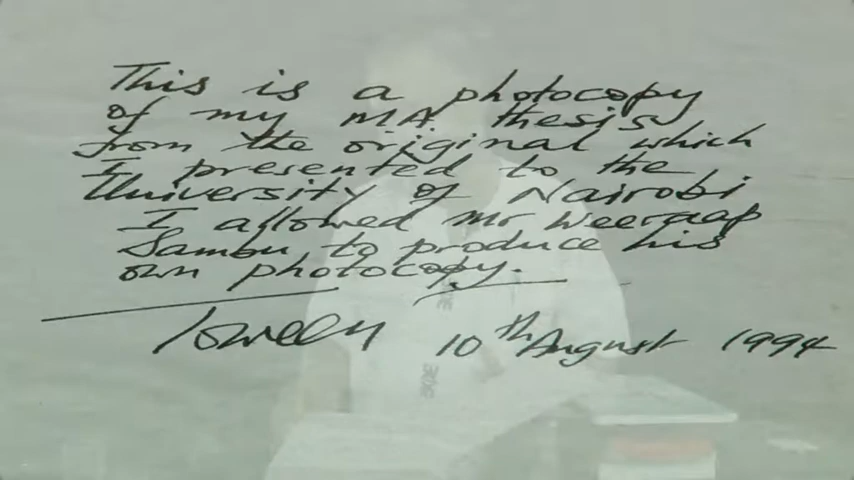 This is a photocopy
of my M.A. thesis
from the original which
I presented to the
University of Nairobi
I allowed Mr Weeraap
Sambu to produce his
own photocopy.
10th August 1994